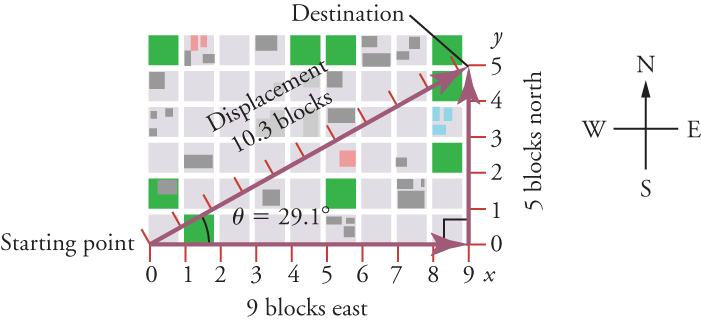 Destination
y
5
4
3
2
1
0
5 blocks north
N
W
E
S
Displacement
10.3 blocks
θ = 29.1°
Starting point
0 1 2 3 4 5 6 7 8 9 x
9 blocks east